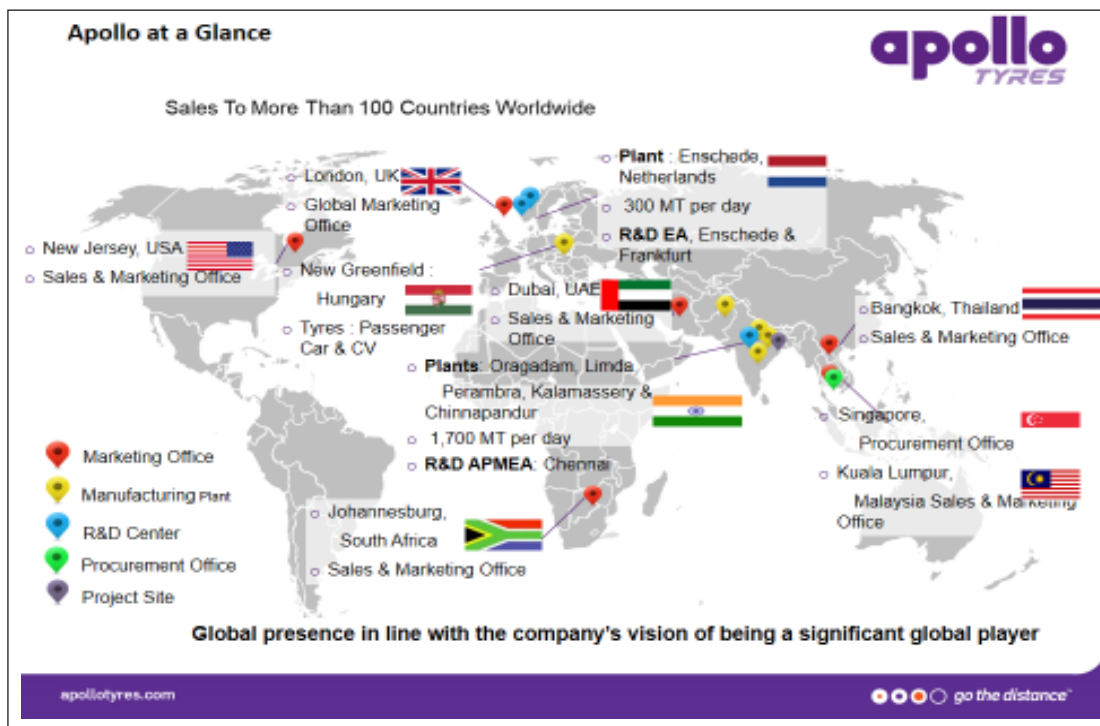 Apollo at a Glance
apollo
TYRES
Sales To More Than 100 Countries Worldwide
London, UK
Global Marketing
Office
Plant : Enschede,
Netherlands
300 MT per day
R&D EA, Enschede &
Frankfurt
New Jersey, USA
Sales & Marketing Office
New Greenfield :
Hungary
Tyres : Passenger
Car & CV
Dubai, UAE
Sales & Marketing
Office
Bangkok, Thailand
Sales & Marketing Office
Plants: Oragadam, Limda
Perambra, Kalamassery &
Chinnapandur
1,700 MT per day
R&D APMEA: Chennai
Singapore,
Procurement Office
Kuala Lumpur,
Malaysia Sales & Marketing
Office
Johannesburg,
South Africa
Sales & Marketing Office
Marketing Office
Manufacturing Plant
R&D Center
Procurement Office
Project Site
Global presence in line with the company's vision of being a significant global player
apollotyres.com
go the distance™